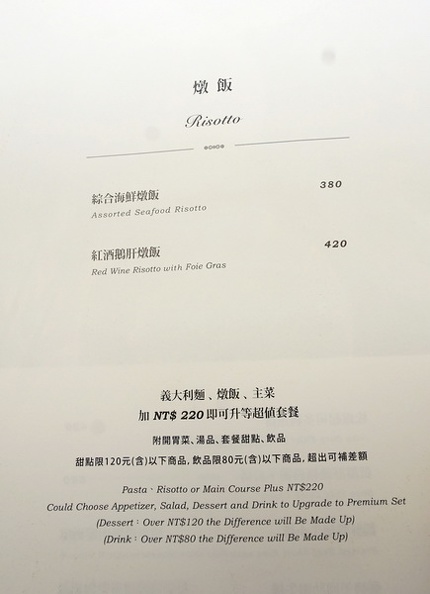 燉飯
Risotto
綜合海鮮燉飯 380
Assorted Seafood Risotto
紅酒鵝肝燉飯 420
Red Wine Risotto with Foie Gras
義大利麵、燉飯、主菜
加 NT$ 220 即可升等超值套餐
附開胃菜、湯品、套餐甜點、飲品
甜點限120元(含)以下商品, 飲品限80元(含)以下商品, 超出可補差額
Pasta、Risotto or Main Course Plus NT$220
Could Choose Appetizer, Salad, Dessert and Drink to Upgrade to Premium Set
(Dessert：Over NT$120 the Difference will Be Made Up)
(Drink：Over NT$80 the Difference will Be Made Up)